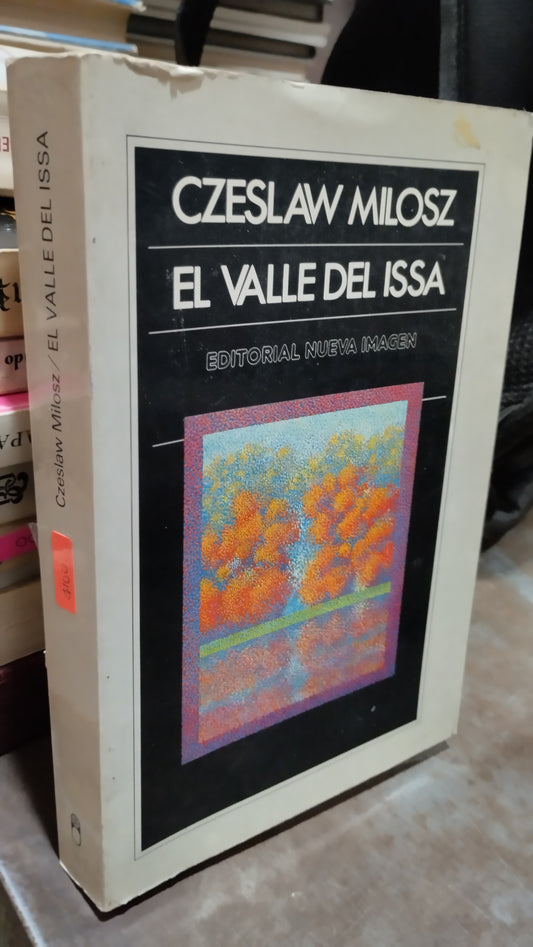 CZESLAW MILOSZ
EL VALLE DEL ISSA
EDITORIAL NUEVA IMAGEN
Czeslaw Milosz / EL VALLE DEL ISSA